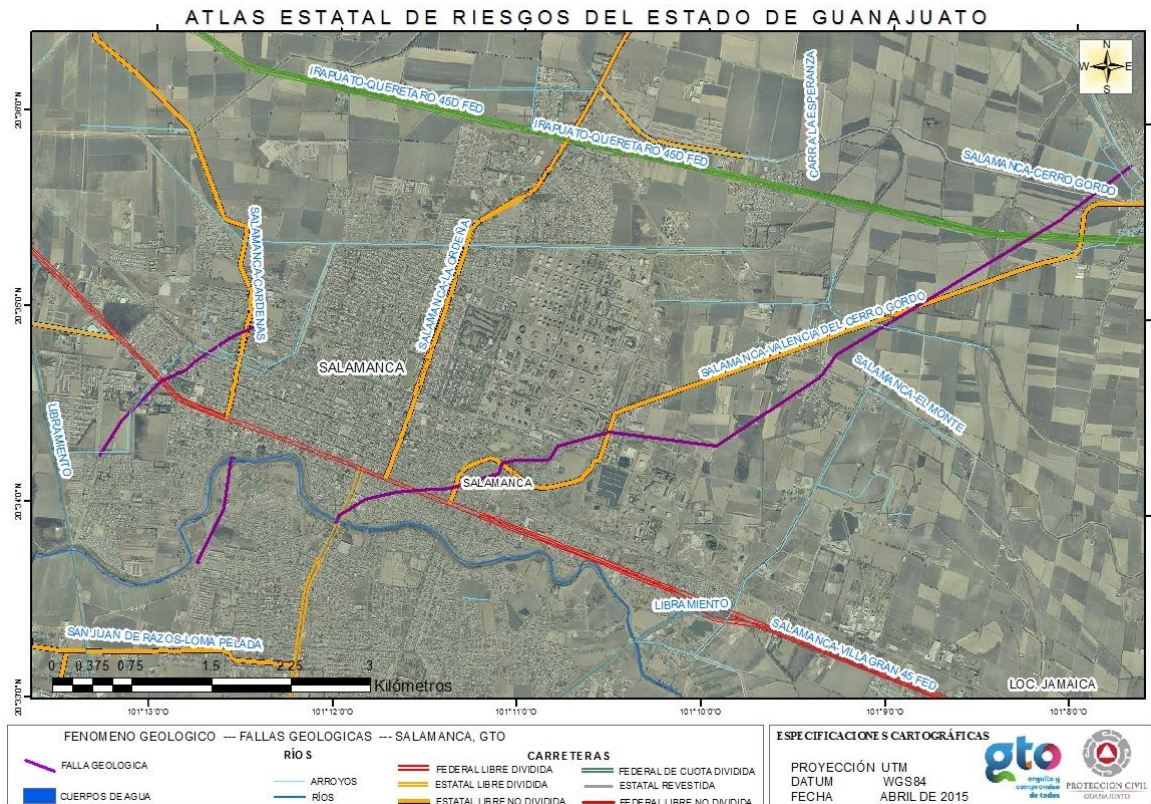 ATLAS ESTATAL DE RIESGOS DEL ESTADO DE GUANAJUATO
N
W E
S
IRAPUATO-QUERETARO 45D FED
IRAPUATO-QUERETARO 45D FED
CARR A LA ESPERANZA
SALAMANCA-CERRO GORDO
SALAMANCA-CARDENAS
SALAMANCA-LA ORDEÑA
SALAMANCA-VALENCIA DEL CERRO GORDO
SALAMANCA
SALAMANCA-EL MONTE
LIBRAMIENTO
SALAMANCA
LIBRAMIENTO
SALAMANCA-VILLAGRAN 45 FED
SAN JUAN DE RAZOS-LOMA PELADA
LOC. JAMAICA
0 0.375 0.75 1.5 2.25 3
Kilómetros
101°13'0"O 101°12'0"O 101°11'0"O 101°10'0"O 101°9'0"O 101°8'0"O
FENOMENO GEOLOGICO --- FALLAS GEOLOGICAS --- SALAMANCA, GTO
FALLA GEOLOGICA
CUERPOS DE AGUA
RÍOS
ARROYOS
RÍOS
CARRETERAS
FEDERAL LIBRE DIVIDIDA
ESTATAL LIBRE DIVIDIDA
ESTATAL LIBRE NO DIVIDIDA
FEDERAL DE CUOTA DIVIDIDA
ESTATAL REVESTIDA
FEDERAL LIBRE NO DIVIDIDA
ESPECIFICACIONES CARTOGRÁFICAS
PROYECCIÓN UTM
DATUM WGS84
FECHA ABRIL DE 2015
gto
orgullo y
compromiso
de todos
PROTECCIÓN CIVIL
GUANAJUATO